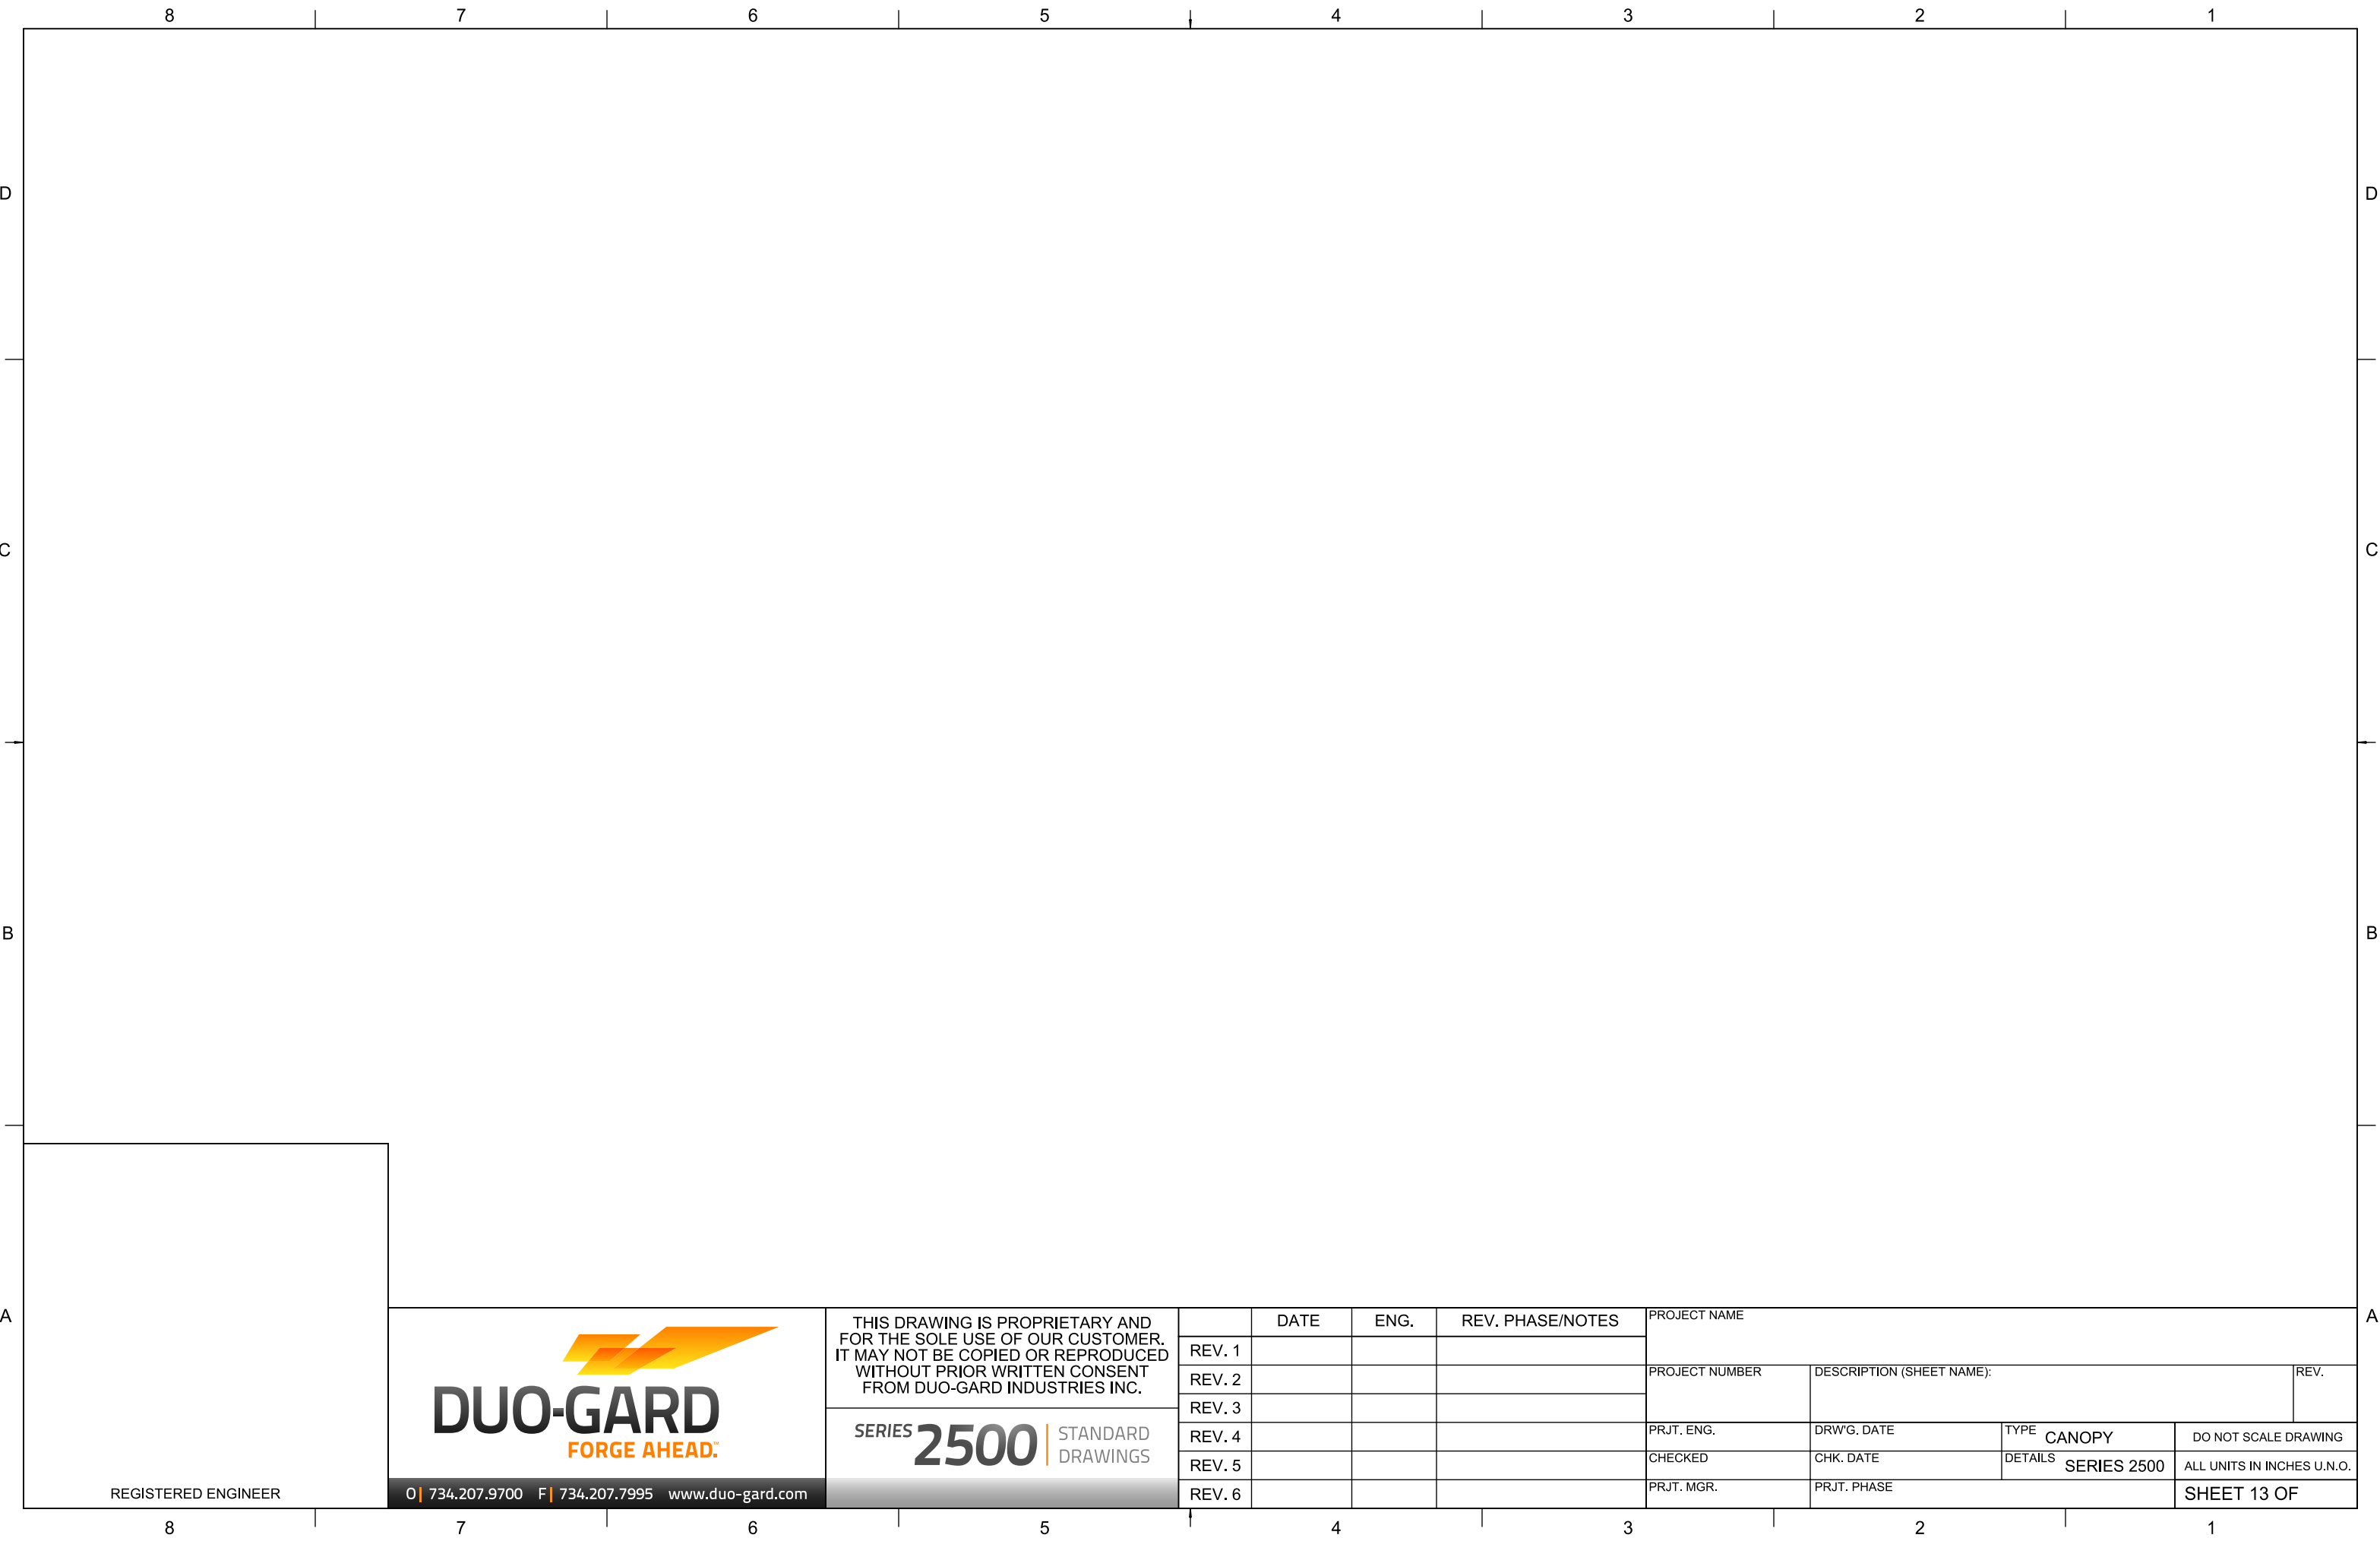 8 7 6 5 4 3 2 1
D D
C C
B B
A A
REGISTERED ENGINEER
DUO-GARD
FORGE AHEAD.™
O| 734.207.9700 F| 734.207.7995 www.duo-gard.com
THIS DRAWING IS PROPRIETARY AND
FOR THE SOLE USE OF OUR CUSTOMER.
IT MAY NOT BE COPIED OR REPRODUCED
WITHOUT PRIOR WRITTEN CONSENT
FROM DUO-GARD INDUSTRIES INC.
SERIES 2500 | STANDARD
DRAWINGS
DATE ENG. REV. PHASE/NOTES
REV. 1
REV. 2
REV. 3
REV. 4
REV. 5
REV. 6
PROJECT NAME
PROJECT NUMBER DESCRIPTION (SHEET NAME): REV.
PRJT. ENG. DRW'G. DATE TYPE CANOPY DO NOT SCALE DRAWING
CHECKED CHK. DATE DETAILS SERIES 2500 ALL UNITS IN INCHES U.N.O.
PRJT. MGR. PRJT. PHASE SHEET 13 OF
8 7 6 5 4 3 2 1